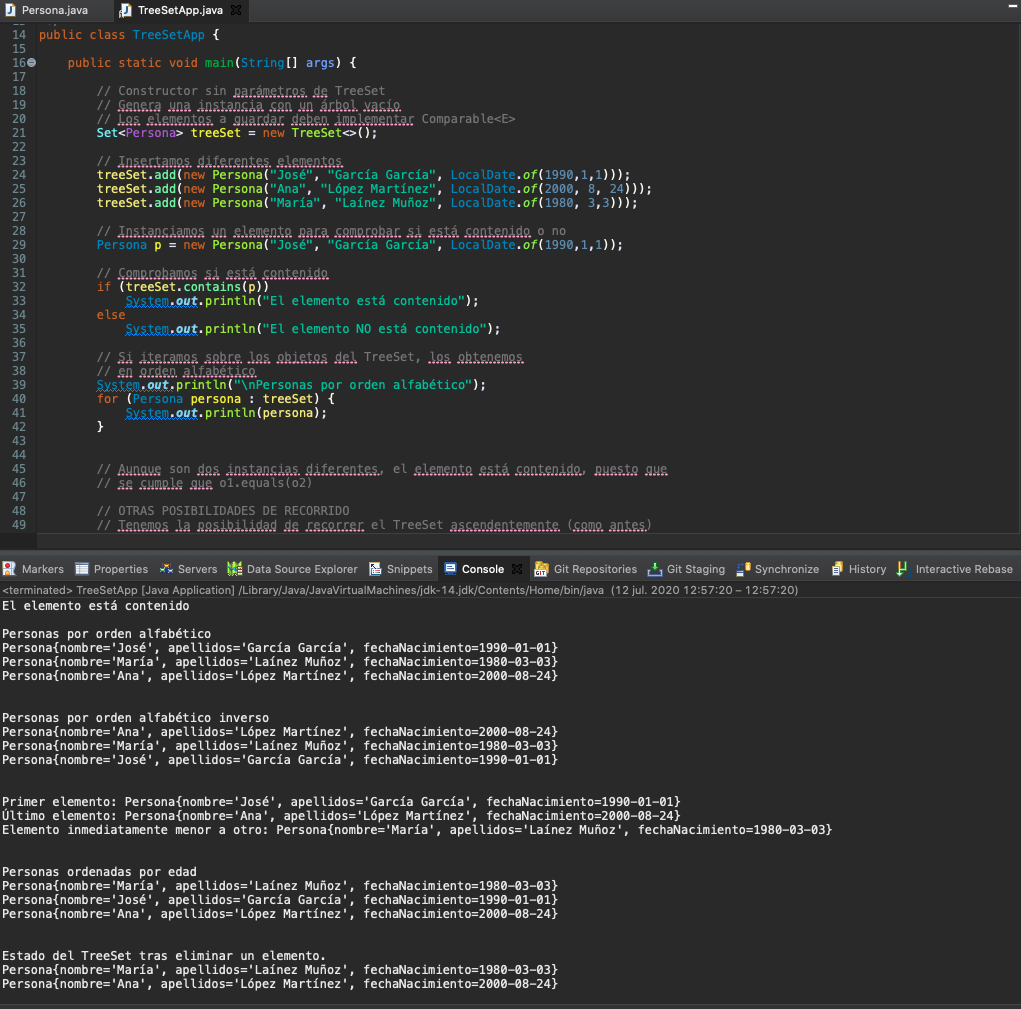 Persona.java TreeSetApp.java
14 public class TreeSetApp {
15
16 public static void main(String[] args) {
17
18 // Constructor sin parámetros de TreeSet
19 // Genera una instancia con un árbol vacío
20 // Los elementos a guardar deben implementar Comparable<E>
21 Set<Persona> treeSet = new TreeSet<>();
22
23 // Insertamos diferentes elementos
24 treeSet.add(new Persona("José", "García García", LocalDate.of(1990,1,1)));
25 treeSet.add(new Persona("Ana", "López Martínez", LocalDate.of(2000, 8, 24)));
26 treeSet.add(new Persona("María", "Laínez Muñoz", LocalDate.of(1980, 3,3)));
27
28 // Instanciamos un elemento para comprobar si está contenido o no
29 Persona p = new Persona("José", "García García", LocalDate.of(1990,1,1));
30
31 // Comprobamos si está contenido
32 if (treeSet.contains(p))
33 System.out.println("El elemento está contenido");
34 else
35 System.out.println("El elemento NO está contenido");
36
37 // Si iteramos sobre los objetos del TreeSet, los obtenemos
38 // en orden alfabético
39 System.out.println("\nPersonas por orden alfabético");
40 for (Persona persona : treeSet) {
41 System.out.println(persona);
42 }
43
44
45 // Aunque son dos instancias diferentes, el elemento está contenido, puesto que
46 // se cumple que o1.equals(o2)
47
48 // OTRAS POSIBILIDADES DE RECORRIDO
49 // Tenemos la posibilidad de recorrer el TreeSet ascendentemente (como antes)
Markers Properties Servers Data Source Explorer Snippets Console Git Repositories Git Staging Synchronize History Interactive Rebase
<terminated> TreeSetApp [Java Application] /Library/Java/JavaVirtualMachines/jdk-14.jdk/Contents/Home/bin/java (12 jul. 2020 12:57:20 – 12:57:20)
El elemento está contenido
Personas por orden alfabético
Persona{nombre='José', apellidos='García García', fechaNacimiento=1990-01-01}
Persona{nombre='María', apellidos='Laínez Muñoz', fechaNacimiento=1980-03-03}
Persona{nombre='Ana', apellidos='López Martínez', fechaNacimiento=2000-08-24}
Personas por orden alfabético inverso
Persona{nombre='Ana', apellidos='López Martínez', fechaNacimiento=2000-08-24}
Persona{nombre='María', apellidos='Laínez Muñoz', fechaNacimiento=1980-03-03}
Persona{nombre='José', apellidos='García García', fechaNacimiento=1990-01-01}
Primer elemento: Persona{nombre='José', apellidos='García García', fechaNacimiento=1990-01-01}
Último elemento: Persona{nombre='Ana', apellidos='López Martínez', fechaNacimiento=2000-08-24}
Elemento inmediatamente menor a otro: Persona{nombre='María', apellidos='Laínez Muñoz', fechaNacimiento=1980-03-03}
Personas ordenadas por edad
Persona{nombre='María', apellidos='Laínez Muñoz', fechaNacimiento=1980-03-03}
Persona{nombre='José', apellidos='García García', fechaNacimiento=1990-01-01}
Persona{nombre='Ana', apellidos='López Martínez', fechaNacimiento=2000-08-24}
Estado del TreeSet tras eliminar un elemento.
Persona{nombre='María', apellidos='Laínez Muñoz', fechaNacimiento=1980-03-03}
Persona{nombre='Ana', apellidos='López Martínez', fechaNacimiento=2000-08-24}